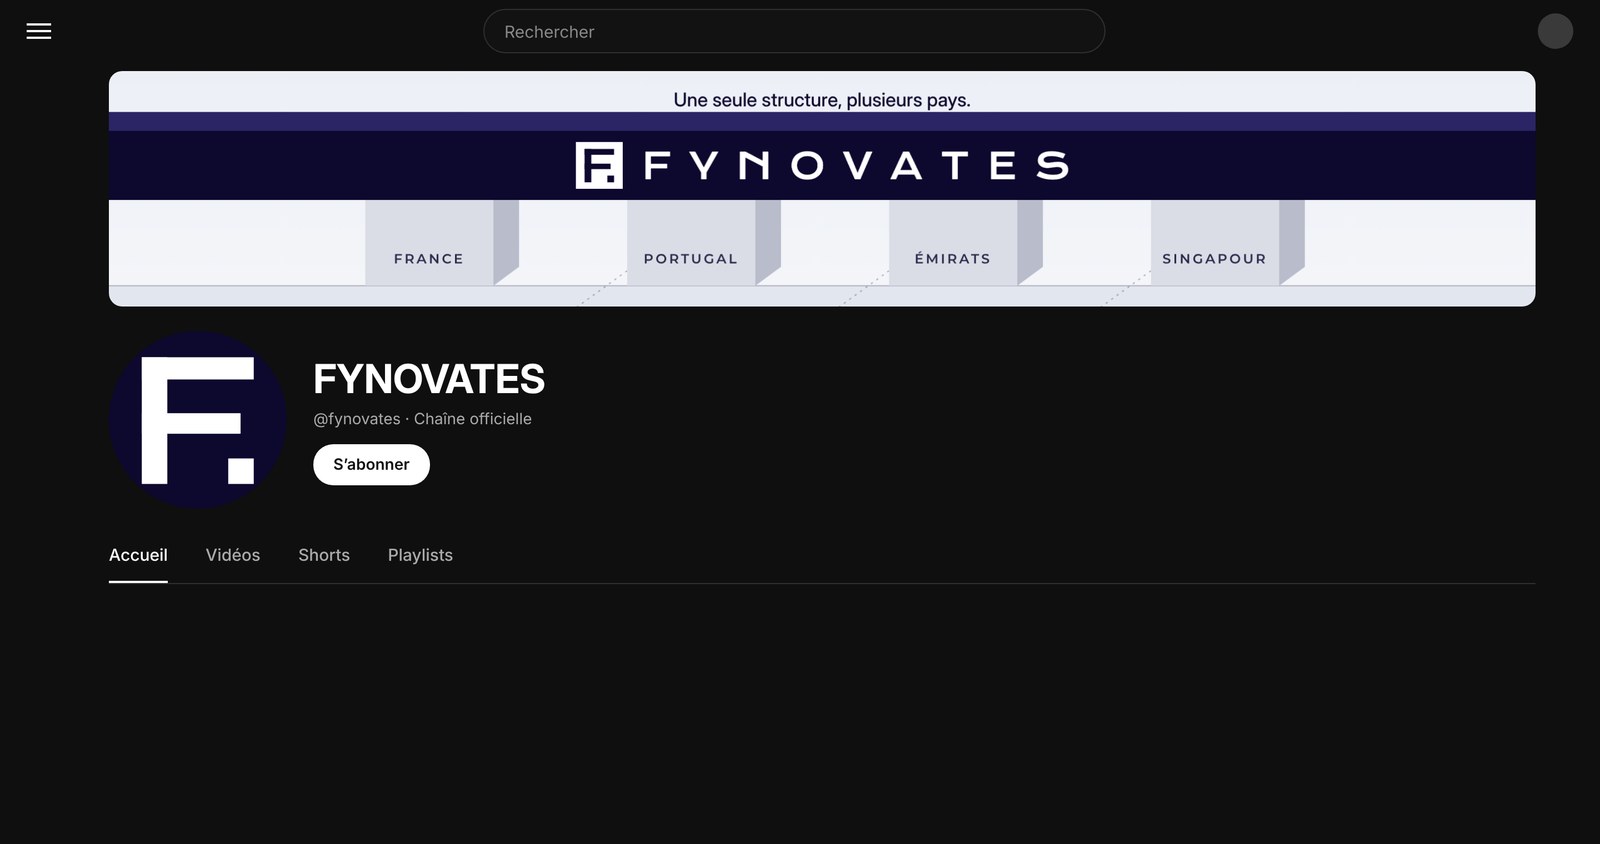 Rechercher
Une seule structure, plusieurs pays.
F. FYNOVATES
FRANCE
PORTUGAL
ÉMIRATS
SINGAPOUR
F.
FYNOVATES
@fynovates · Chaîne officielle
S’abonner
Accueil
Vidéos
Shorts
Playlists